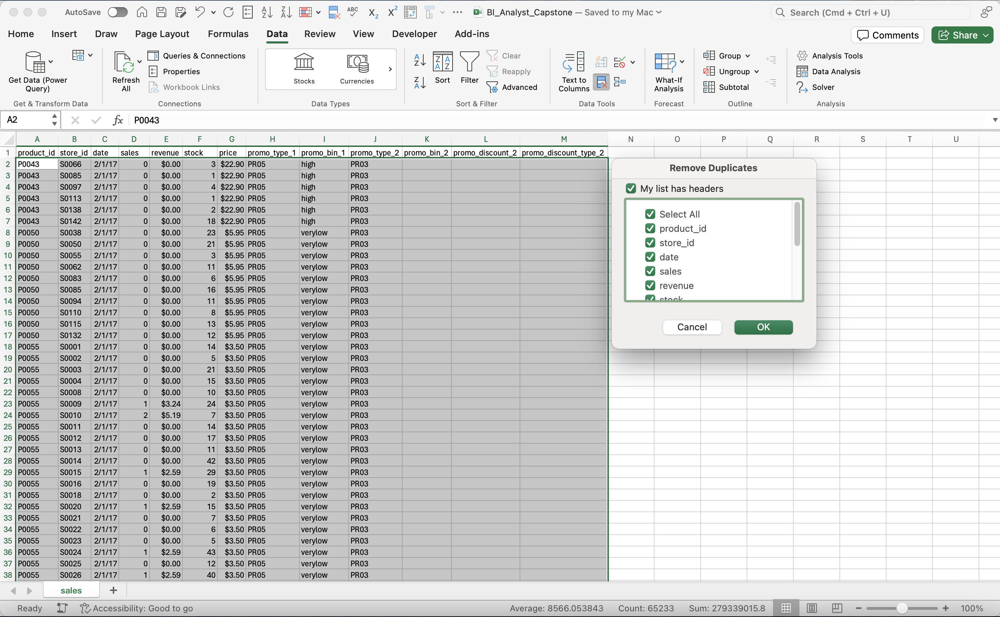 AutoSave ABC X2 X2 BI_Analyst_Capstone — Saved to my Mac Search (Cmd + Ctrl + U)
Home Insert Draw Page Layout Formulas Data Review View Developer Add-ins Comments Share
Get Data (Power Query) Refresh All Queries & Connections Properties Workbook Links Stocks Currencies Sort Filter Clear Reapply Advanced Text to Columns What-If Analysis Group Ungroup Subtotal Analysis Tools Data Analysis Solver
Get & Transform Data Connections Data Types Sort & Filter Data Tools Forecast Outline Analysis
A2 fx P0043
A B C D E F G H I J K L M N O P Q R S T U
1 product_id store_id date sales revenue stock price promo_type_1 promo_bin_1 promo_type_2 promo_bin_2 promo_discount_2 promo_discount_type_2
2 P0043 S0066 2/1/17 0 $0.00 3 $22.90 PR05 high PR03
3 P0043 S0085 2/1/17 0 $0.00 1 $22.90 PR05 high PR03
4 P0043 S0097 2/1/17 0 $0.00 4 $22.90 PR05 high PR03
5 P0043 S0113 2/1/17 0 $0.00 1 $22.90 PR05 high PR03
6 P0043 S0138 2/1/17 0 $0.00 2 $22.90 PR05 high PR03
7 P0043 S0142 2/1/17 0 $0.00 18 $22.90 PR05 high PR03
8 P0050 S0038 2/1/17 0 $0.00 23 $5.95 PR05 verylow PR03
9 P0050 S0050 2/1/17 0 $0.00 21 $5.95 PR05 verylow PR03
10 P0050 S0055 2/1/17 0 $0.00 3 $5.95 PR05 verylow PR03
11 P0050 S0062 2/1/17 0 $0.00 11 $5.95 PR05 verylow PR03
12 P0050 S0083 2/1/17 0 $0.00 6 $5.95 PR05 verylow PR03
13 P0050 S0085 2/1/17 0 $0.00 16 $5.95 PR05 verylow PR03
14 P0050 S0094 2/1/17 0 $0.00 11 $5.95 PR05 verylow PR03
15 P0050 S0110 2/1/17 0 $0.00 8 $5.95 PR05 verylow PR03
16 P0050 S0115 2/1/17 0 $0.00 13 $5.95 PR05 verylow PR03
17 P0050 S0132 2/1/17 0 $0.00 12 $5.95 PR05 verylow PR03
18 P0055 S0001 2/1/17 0 $0.00 14 $3.50 PR05 verylow PR03
19 P0055 S0002 2/1/17 0 $0.00 5 $3.50 PR05 verylow PR03
20 P0055 S0003 2/1/17 0 $0.00 21 $3.50 PR05 verylow PR03
21 P0055 S0004 2/1/17 0 $0.00 15 $3.50 PR05 verylow PR03
22 P0055 S0008 2/1/17 0 $0.00 10 $3.50 PR05 verylow PR03
23 P0055 S0009 2/1/17 1 $3.24 24 $3.50 PR05 verylow PR03
24 P0055 S0010 2/1/17 2 $5.19 7 $3.50 PR05 verylow PR03
25 P0055 S0011 2/1/17 0 $0.00 14 $3.50 PR05 verylow PR03
26 P0055 S0012 2/1/17 0 $0.00 17 $3.50 PR05 verylow PR03
27 P0055 S0013 2/1/17 0 $0.00 11 $3.50 PR05 verylow PR03
28 P0055 S0014 2/1/17 0 $0.00 42 $3.50 PR05 verylow PR03
29 P0055 S0015 2/1/17 1 $2.59 29 $3.50 PR05 verylow PR03
30 P0055 S0016 2/1/17 0 $0.00 19 $3.50 PR05 verylow PR03
31 P0055 S0018 2/1/17 0 $0.00 2 $3.50 PR05 verylow PR03
32 P0055 S0020 2/1/17 1 $2.59 15 $3.50 PR05 verylow PR03
33 P0055 S0021 2/1/17 0 $0.00 7 $3.50 PR05 verylow PR03
34 P0055 S0022 2/1/17 0 $0.00 6 $3.50 PR05 verylow PR03
35 P0055 S0023 2/1/17 0 $0.00 5 $3.50 PR05 verylow PR03
36 P0055 S0024 2/1/17 1 $2.59 43 $3.50 PR05 verylow PR03
37 P0055 S0025 2/1/17 0 $0.00 12 $3.50 PR05 verylow PR03
38 P0055 S0026 2/1/17 1 $2.59 40 $3.50 PR05 verylow PR03
Remove Duplicates
My list has headers
Select All
product_id
store_id
date
sales
revenue
stock
Cancel OK
sales +
Ready Accessibility: Good to go Average: 8566.053843 Count: 65233 Sum: 279339015.8 100%